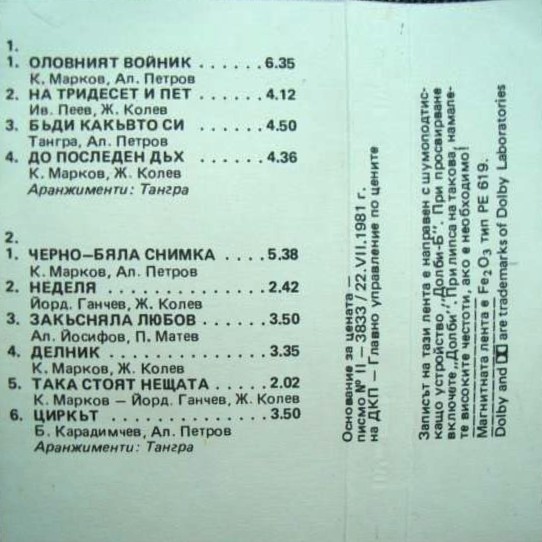 1.
1. ОЛОВНИЯТ ВОЙНИК . . . . . . 6.35
К. Марков, Ал. Петров
2. НА ТРИДЕСЕТ И ПЕТ . . . . . 4.12
Ив. Пеев, Ж. Колев
3. БЪДИ КАКЪВТО СИ . . . . . . 4.50
Тангра, Ал. Петров
4. ДО ПОСЛЕДЕН ДЪХ . . . . . . 4.36
К. Марков, Ж. Колев
Аранжименти: Тангра
2.
1. ЧЕРНО–БЯЛА СНИМКА . . . . 5.38
К. Марков, Ал. Петров
2. НЕДЕЛЯ . . . . . . . . . . . . . 2.42
Йорд. Ганчев, Ж. Колев
3. ЗАКЪСНЯЛА ЛЮБОВ . . . . . 3.50
Ал. Йосифов, П. Матев
4. ДЕЛНИК . . . . . . . . . . . . . 3.35
К. Марков, Ж. Колев
5. ТАКА СТОЯТ НЕЩАТА . . . . 2.02
К. Марков – Йорд. Ганчев, Ж. Колев
6. ЦИРКЪТ . . . . . . . . . . . . . 3.50
Б. Карадимчев, Ал. Петров
Аранжименти: Тангра
Основание за цената –
писмо № II – 3833 / 22.VII.1981 г.
на ДКП – Главно управление по цените
Записът на тази лента е направен с шумоподтис-
кащо устройство „Долби-Б". При просвирване
включете „Долби". При липса на такова, намале-
те високите честоти, ако е необходимо!
Магнитната лента е Fe2O3 тип PE 619.
Dolby and are trademarks of Dolby Laboratories